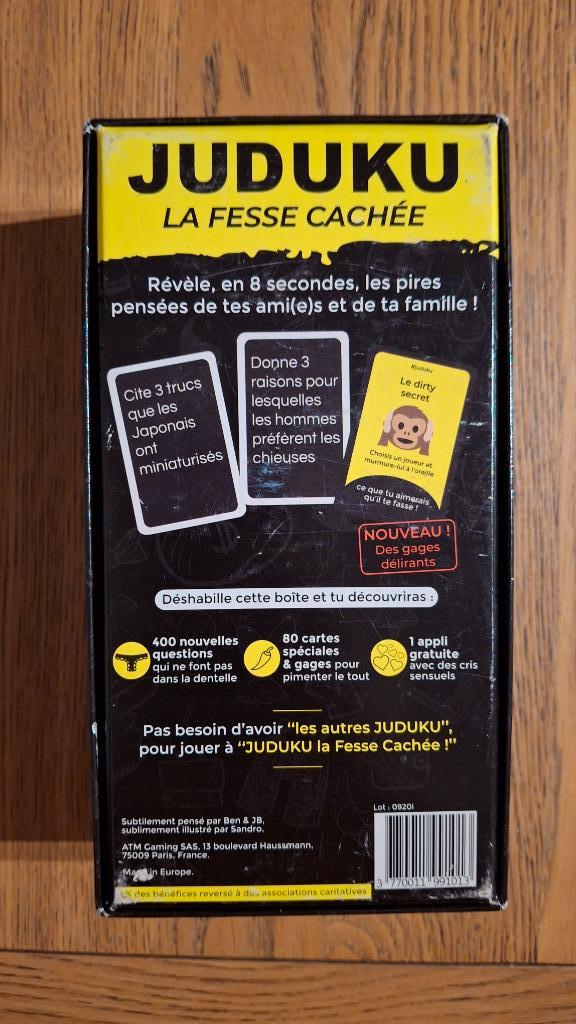 JUDUKU
LA FESSE CACHÉE
Révèle, en 8 secondes, les pires
pensées de tes ami(e)s et de ta famille !
Cite 3 trucs
que les
Japonais
ont
miniaturisés
Donne 3
raisons pour
lesquelles
les hommes
préfèrent les
chieuses
#juduku
Le dirty
secret
Choisis un joueur et
murmure-lui à l'oreille
ce que tu aimerais
qu'il te fasse !
NOUVEAU !
Des gages
délirants
Déshabille cette boîte et tu découvriras :
400 nouvelles
questions
qui ne font pas
dans la dentelle
80 cartes
spéciales
& gages pour
pimenter le tout
1 appli
gratuite
avec des cris
sensuels
Pas besoin d'avoir "les autres JUDUKU",
pour jouer à "JUDUKU la Fesse Cachée !"
Subtilement pensé par Ben & JB,
sublimement illustré par Sandro.
ATM Gaming SAS, 13 boulevard Haussmann,
75009 Paris, France.
Made in Europe.
% des bénéfices reversé à des associations caritatives
Lot : 0920i
3 770011 991013